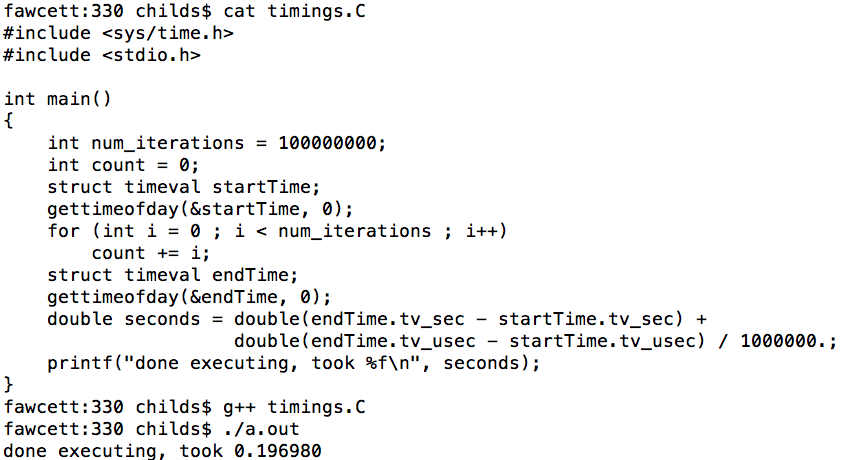 fawcett:330 childs$ cat timings.C
#include <sys/time.h>
#include <stdio.h>

int main()
{
    int num_iterations = 100000000;
    int count = 0;
    struct timeval startTime;
    gettimeofday(&startTime, 0);
    for (int i = 0 ; i < num_iterations ; i++)
        count += i;
    struct timeval endTime;
    gettimeofday(&endTime, 0);
    double seconds = double(endTime.tv_sec - startTime.tv_sec) +
                     double(endTime.tv_usec - startTime.tv_usec) / 1000000.;
    printf("done executing, took %f\n", seconds);
}
fawcett:330 childs$ g++ timings.C
fawcett:330 childs$ ./a.out
done executing, took 0.196980